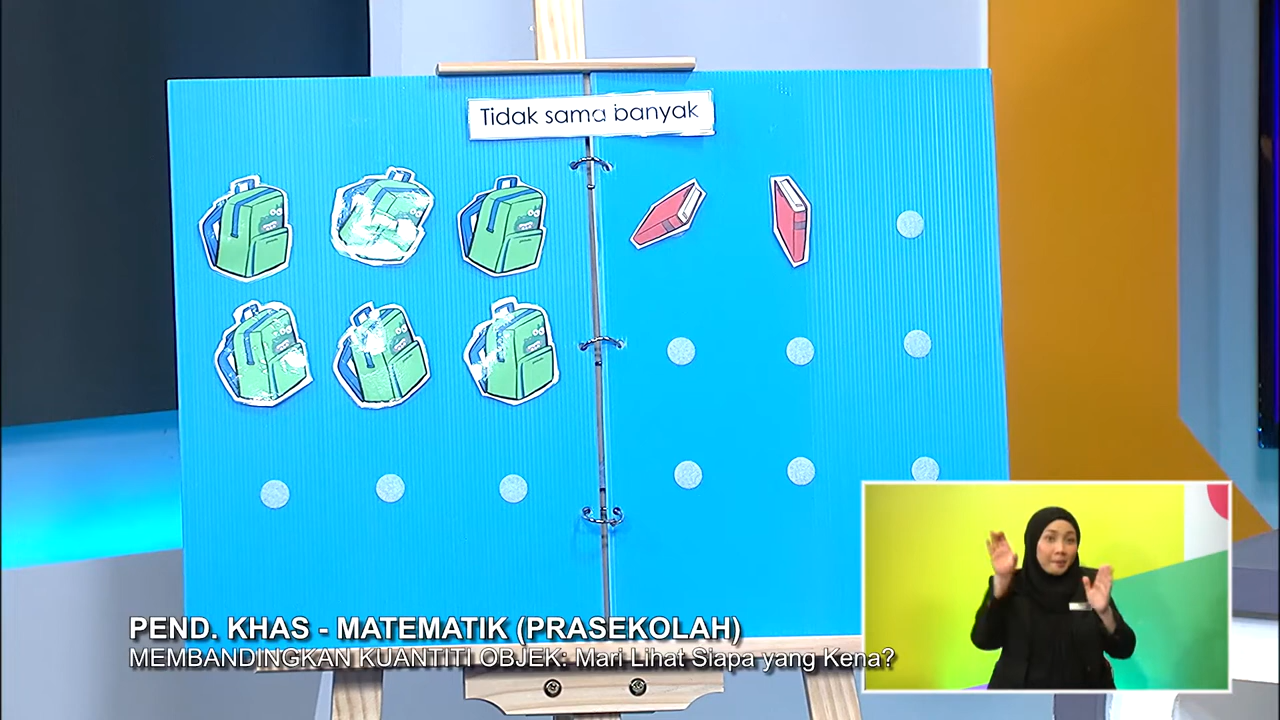 Tidak sama banyak
PEND. KHAS - MATEMATIK (PRASEKOLAH)
MEMBANDINGKAN KUANTITI OBJEK: Mari Lihat Siapa yang Kena?